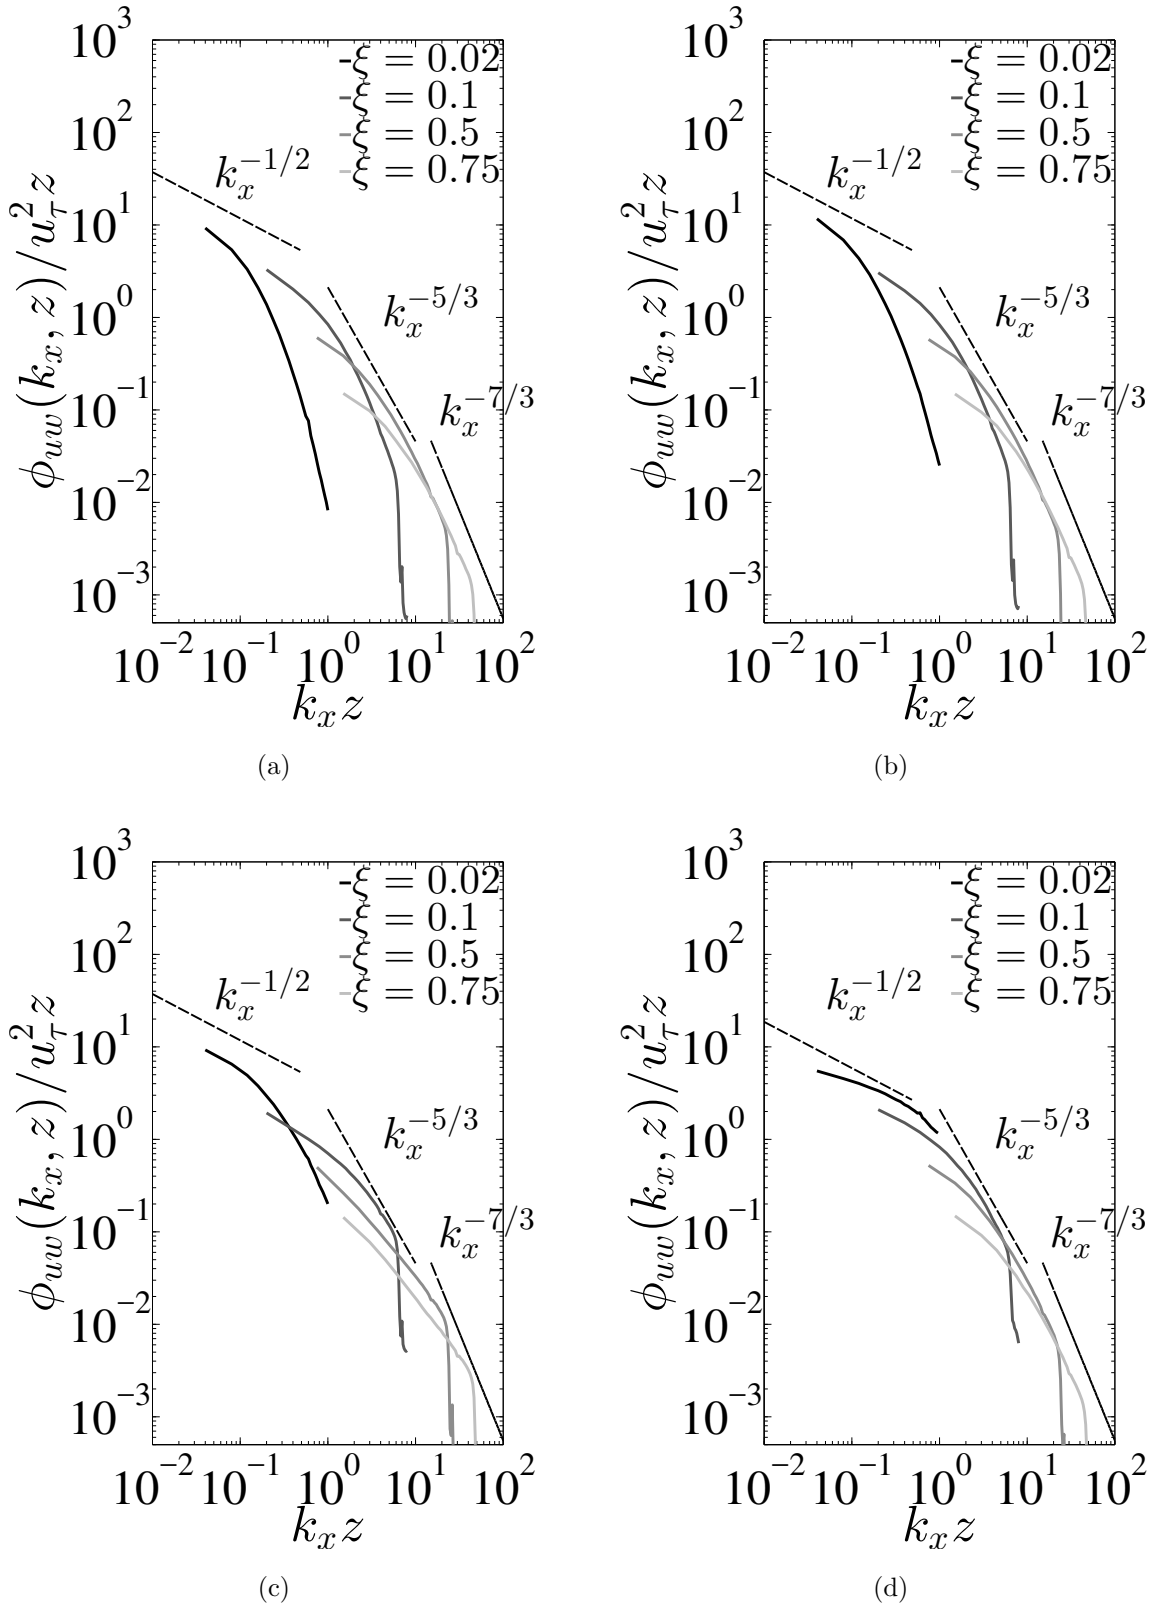 10^3
10^2
10^1
10^0
10^{-1}
10^{-2}
10^{-3}
ϕ_{uw}(k_x, z)/u_τ^2 z
-ξ = 0.02
-ξ = 0.1
-ξ = 0.5
-ξ = 0.75
k_x^{-1/2}
k_x^{-5/3}
k_x^{-7/3}
10^{-2} 10^{-1} 10^0 10^1 10^2
k_x z
(a)
10^3
10^2
10^1
10^0
10^{-1}
10^{-2}
10^{-3}
ϕ_{uw}(k_x, z)/u_τ^2 z
-ξ = 0.02
-ξ = 0.1
-ξ = 0.5
-ξ = 0.75
k_x^{-1/2}
k_x^{-5/3}
k_x^{-7/3}
10^{-2} 10^{-1} 10^0 10^1 10^2
k_x z
(b)
10^3
10^2
10^1
10^0
10^{-1}
10^{-2}
10^{-3}
ϕ_{uw}(k_x, z)/u_τ^2 z
-ξ = 0.02
-ξ = 0.1
-ξ = 0.5
-ξ = 0.75
k_x^{-1/2}
k_x^{-5/3}
k_x^{-7/3}
10^{-2} 10^{-1} 10^0 10^1 10^2
k_x z
(c)
10^3
10^2
10^1
10^0
10^{-1}
10^{-2}
10^{-3}
ϕ_{uw}(k_x, z)/u_τ^2 z
-ξ = 0.02
-ξ = 0.1
-ξ = 0.5
-ξ = 0.75
k_x^{-1/2}
k_x^{-5/3}
k_x^{-7/3}
10^{-2} 10^{-1} 10^0 10^1 10^2
k_x z
(d)